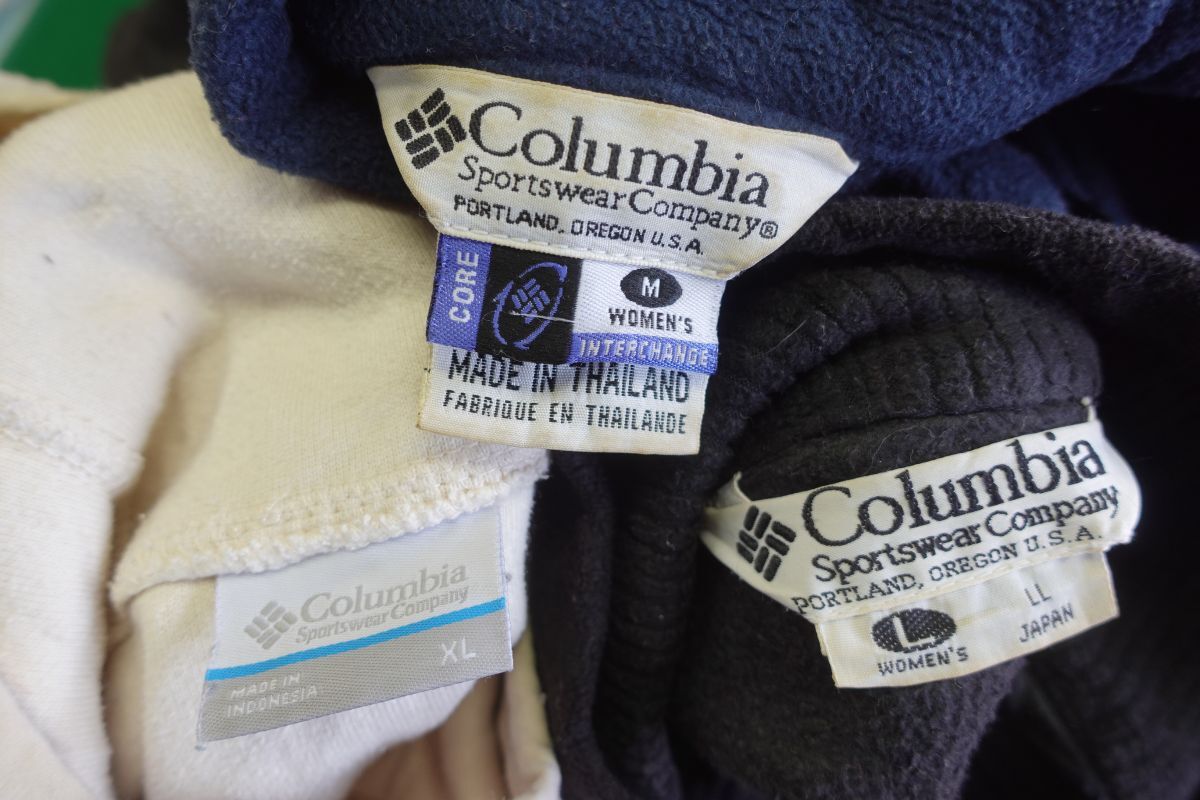 Columbia
Sportswear Company®
PORTLAND, OREGON U.S.A.
CORE
M
WOMEN'S
INTERCHANGE
MADE IN THAILAND
FABRIQUE EN THAILANDE
Columbia
Sportswear Company
PORTLAND, OREGON U.S.A.
L
WOMEN'S
LL
JAPAN
Columbia
Sportswear Company
XL
MADE IN
INDONESIA